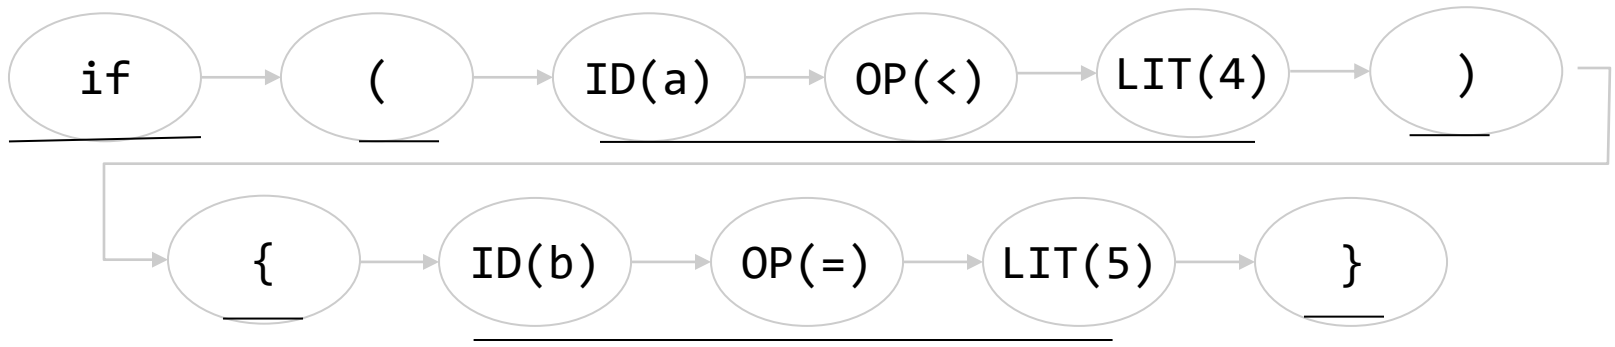 if ( ID(a) OP(<) LIT(4) )
{ ID(b) OP(=) LIT(5) }